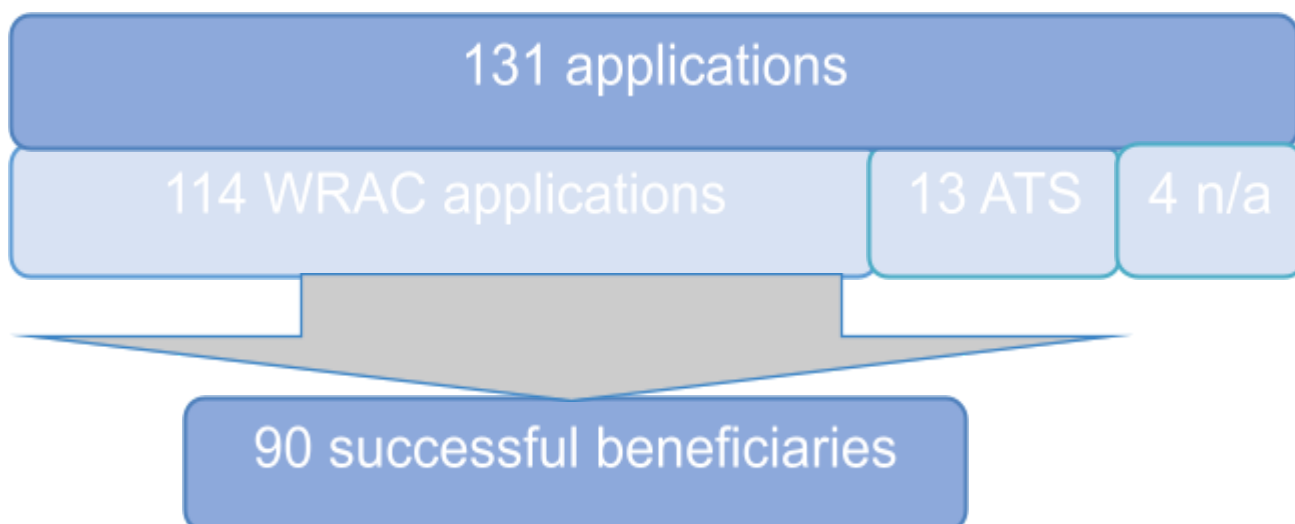 131 applications
114 WRAC applications
13 ATS
4 n/a
90 successful beneficiaries